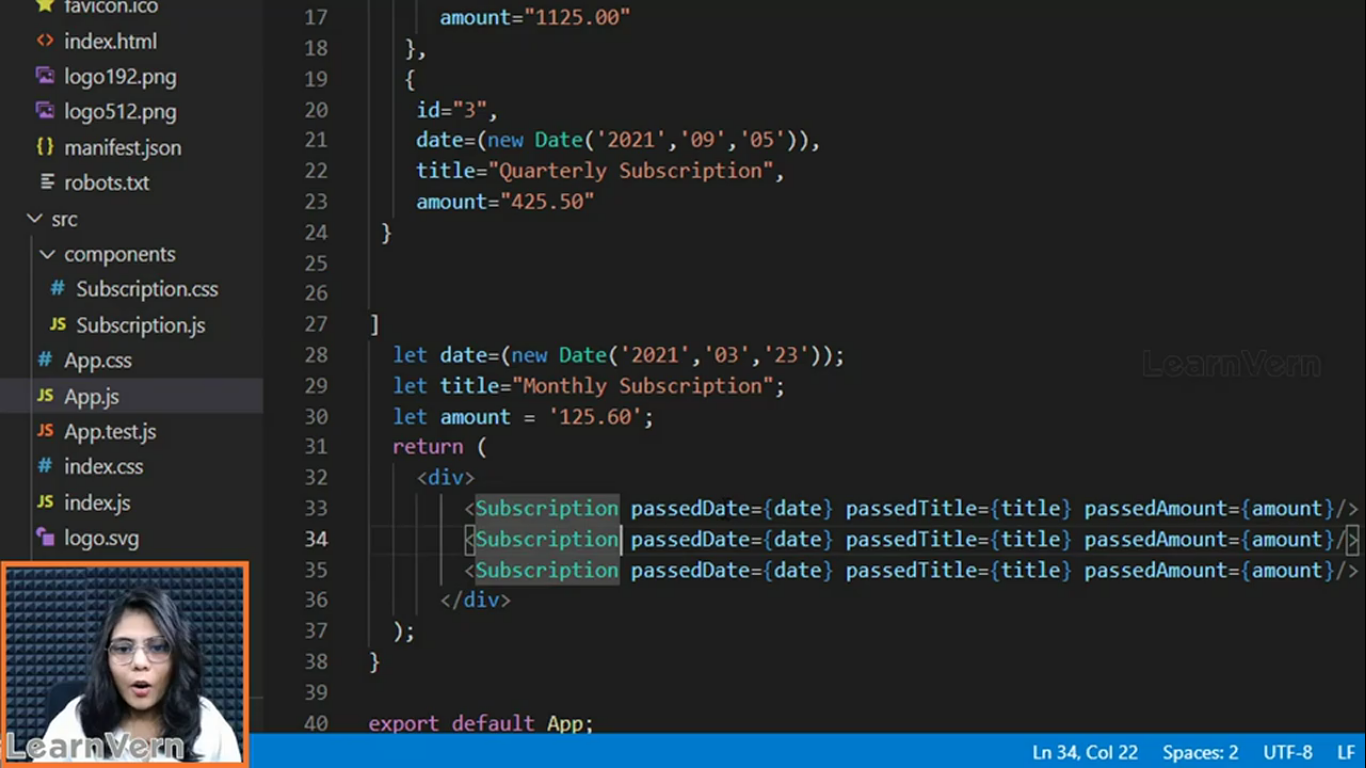 favicon.ico
index.html
logo192.png
logo512.png
manifest.json
robots.txt
src
components
Subscription.css
Subscription.js
App.css
App.js
App.test.js
index.css
index.js
logo.svg
17 amount="1125.00"
18 },
19 {
20 id="3",
21 date=(new Date('2021','09','05')),
22 title="Quarterly Subscription",
23 amount="425.50"
24 }
25
26
27 ]
28 let date=(new Date('2021','03','23'));
29 let title="Monthly Subscription";
30 let amount = '125.60';
31 return (
32 <div>
33 <Subscription passedDate={date} passedTitle={title} passedAmount={amount}/>
34 <Subscription passedDate={date} passedTitle={title} passedAmount={amount}/>
35 <Subscription passedDate={date} passedTitle={title} passedAmount={amount}/>
36 </div>
37 );
38 }
39
40 export default App;
LearnVern
LearnVern
Ln 34, Col 22 Spaces: 2 UTF-8 LF